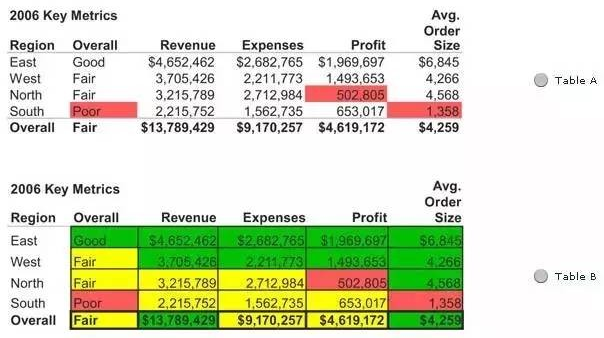 2006 Key Metrics
Avg.
Order
Region Overall Revenue Expenses Profit Size
East Good $4,652,462 $2,682,765 $1,969,697 $6,845
West Fair 3,705,426 2,211,773 1,493,653 4,266
North Fair 3,215,789 2,712,984 502,805 4,568
South Poor 2,215,752 1,562,735 653,017 1,358
Overall Fair $13,789,429 $9,170,257 $4,619,172 $4,259
Table A
2006 Key Metrics
Avg.
Order
Region Overall Revenue Expenses Profit Size
East Good $4,652,462 $2,682,765 $1,969,697 $6,845
West Fair 3,705,426 2,211,773 1,493,653 4,266
North Fair 3,215,789 2,712,984 502,805 4,568
South Poor 2,215,752 1,562,735 653,017 1,358
Overall Fair $13,789,429 $9,170,257 $4,619,172 $4,259
Table B